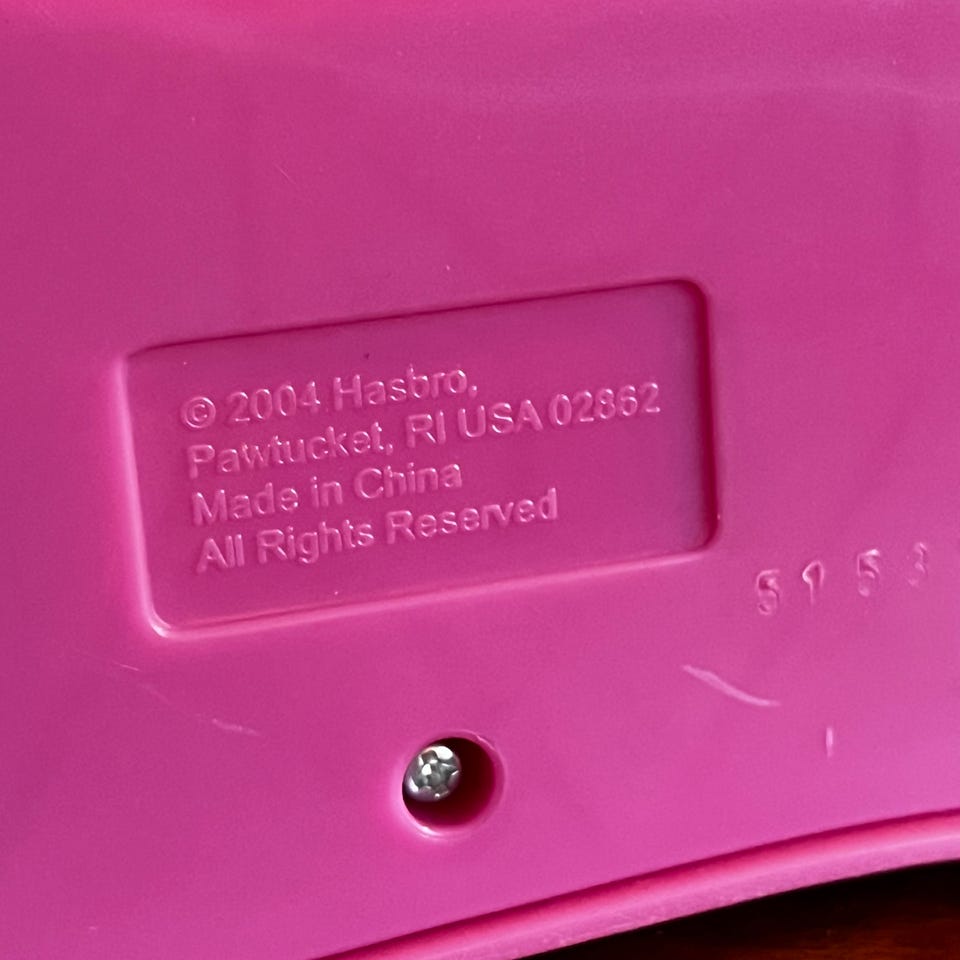 © 2004 Hasbro,
Pawtucket, RI USA 02862
Made in China
All Rights Reserved
5153